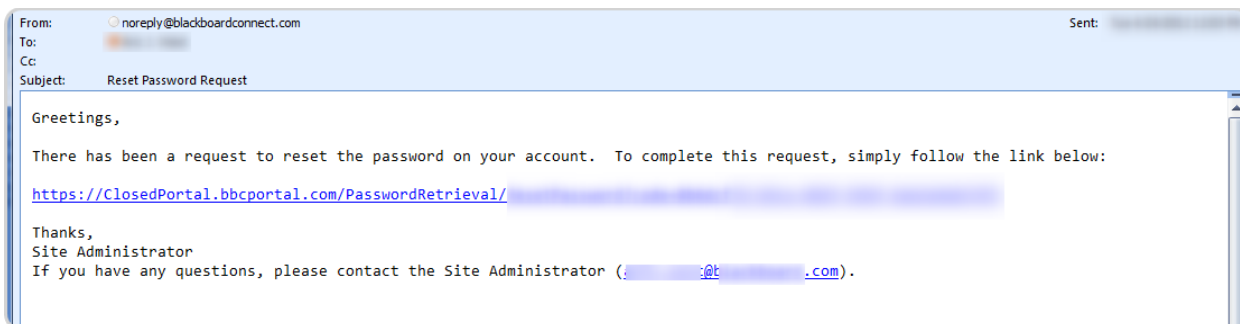 From: noreply@blackboardconnect.com Sent:
To:
Cc:
Subject: Reset Password Request
Greetings,
There has been a request to reset the password on your account. To complete this request, simply follow the link below:
https://ClosedPortal.bbcportal.com/PasswordRetrieval/
Thanks,
Site Administrator
If you have any questions, please contact the Site Administrator ( @b .com).